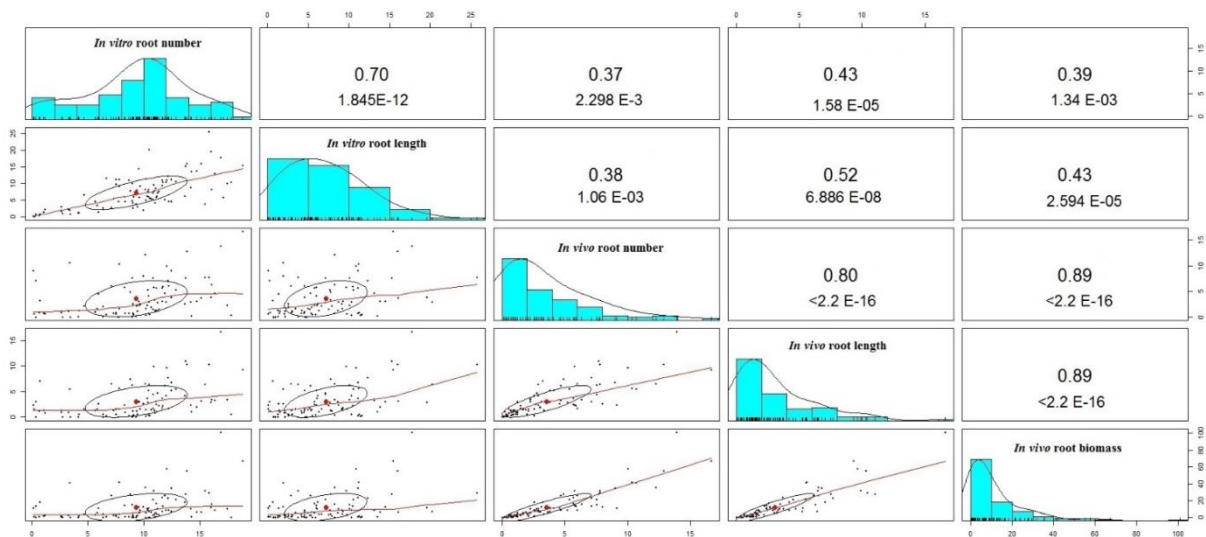 0 5 10 15 20 25
0 5 10 15
In vitro root number
0.70
1.845E-12
0.37
2.298 E-3
0.43
1.58 E-05
0.39
1.34 E-03
0 5 10 15
0 5 10 15 20 25
In vitro root length
0.38
1.06 E-03
0.52
6.886 E-08
0.43
2.594 E-05
In vivo root number
0.80
<2.2 E-16
0.89
<2.2 E-16
0 5 10 15
0 5 10 15
In vivo root length
0.89
<2.2 E-16
In vivo root biomass
0 20 40 60 80 100
0 5 10 15
0 5 10 15
0 20 40 60 80 100